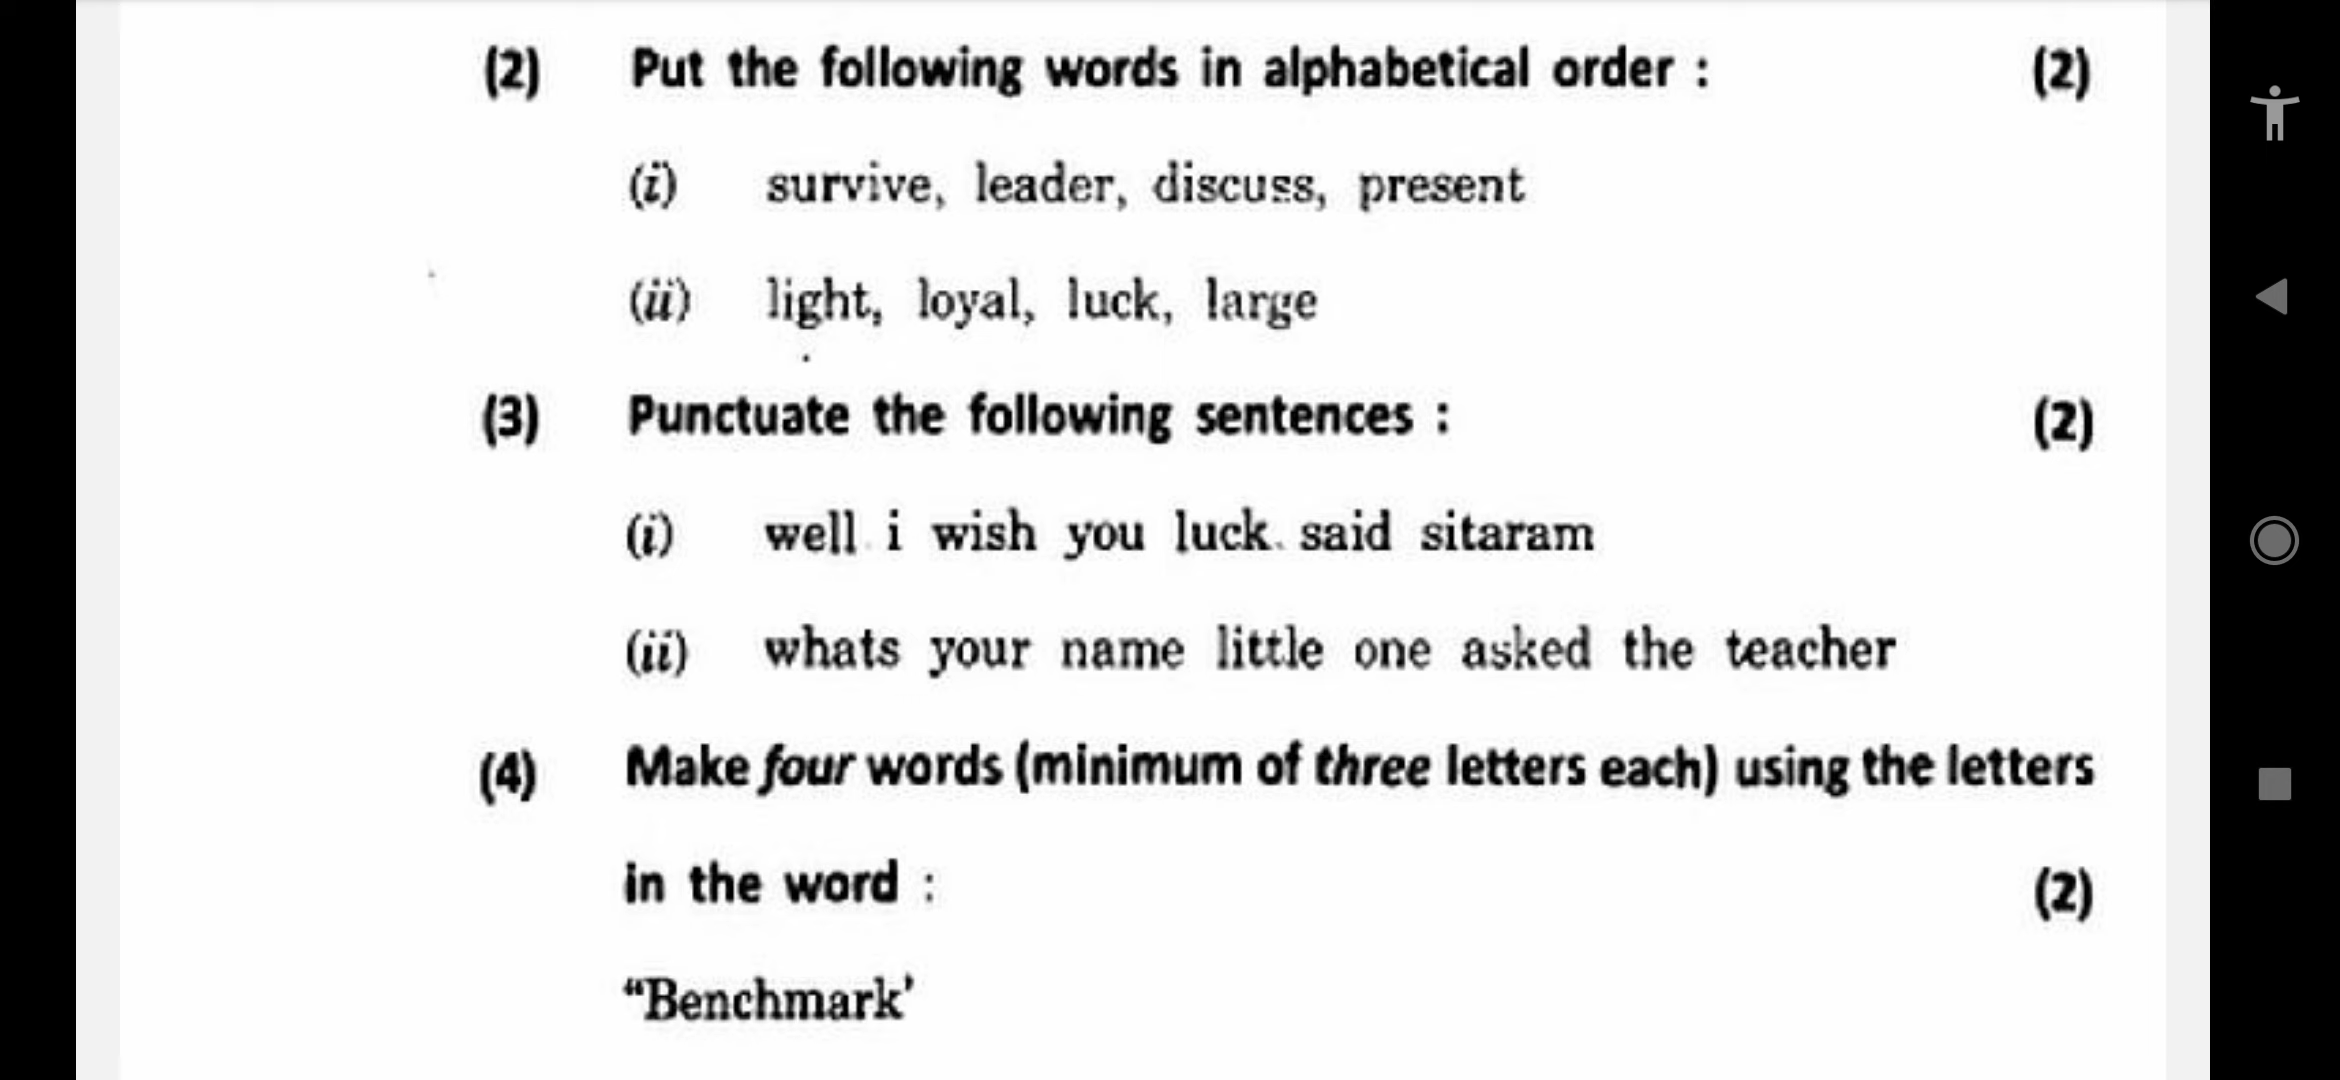 (2) Put the following words in alphabetical order : (2)
(i) survive, leader, discuss, present
(ii) light, loyal, luck, large
(3) Punctuate the following sentences : (2)
(i) well i wish you luck said sitaram
(ii) whats your name little one asked the teacher
(4) Make four words (minimum of three letters each) using the letters
in the word : (2)
“Benchmark’